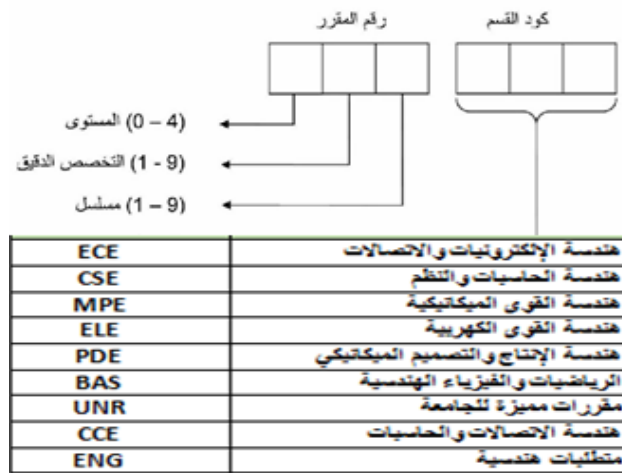 كود القسم رقم المقرر
(0 – 4) المستوى
(1 - 9) التخصص الدقيق
(1 – 9) مسلسل
هندسة الإلكترونيات والاتصالات ECE
هندسة الحاسبات والنظم CSE
هندسة القوى الميكانيكية MPE
هندسة القوى الكهربية ELE
هندسة الإنتاج والتصميم الميكانيكي PDE
الرياضيات والفيزياء الهندسية BAS
مقررات مميزة للجامعة UNR
هندسة الاتصالات والحاسبات CCE
متطلبات هندسية ENG